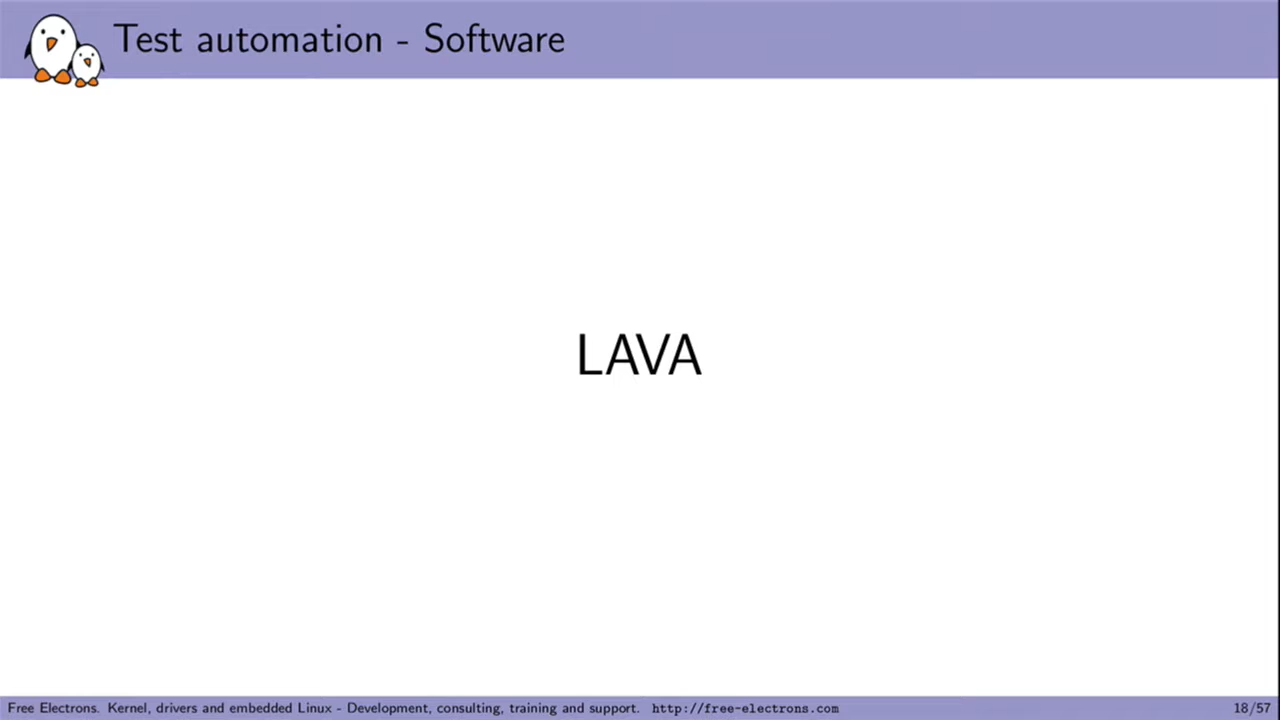 Test automation - Software
LAVA
Free Electrons. Kernel, drivers and embedded Linux - Development, consulting, training and support. http://free-electrons.com 18/57